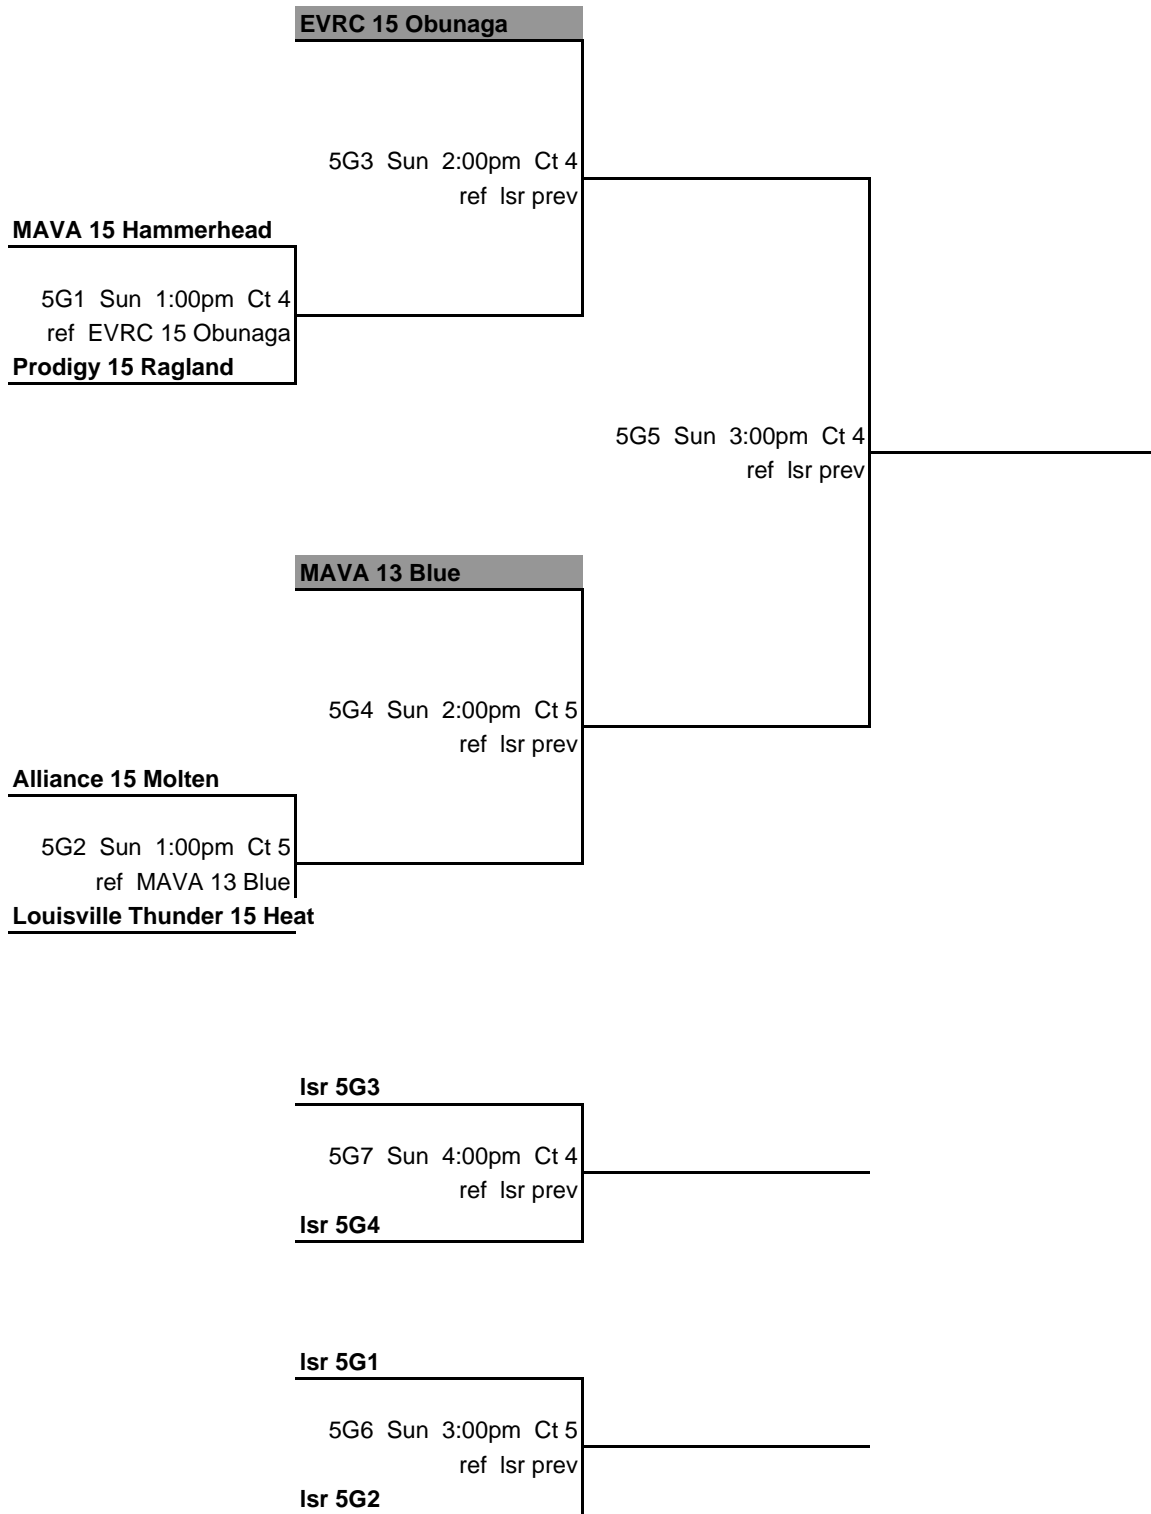 EVRC 15 Obunaga
5G3 Sun 2:00pm Ct 4
ref lsr prev
MAVA 15 Hammerhead
5G1 Sun 1:00pm Ct 4
ref EVRC 15 Obunaga
Prodigy 15 Ragland
5G5 Sun 3:00pm Ct 4
ref lsr prev
MAVA 13 Blue
5G4 Sun 2:00pm Ct 5
ref lsr prev
Alliance 15 Molten
5G2 Sun 1:00pm Ct 5
ref MAVA 13 Blue
Louisville Thunder 15 Heat
lsr 5G3
5G7 Sun 4:00pm Ct 4
ref lsr prev
lsr 5G4
lsr 5G1
5G6 Sun 3:00pm Ct 5
ref lsr prev
lsr 5G2